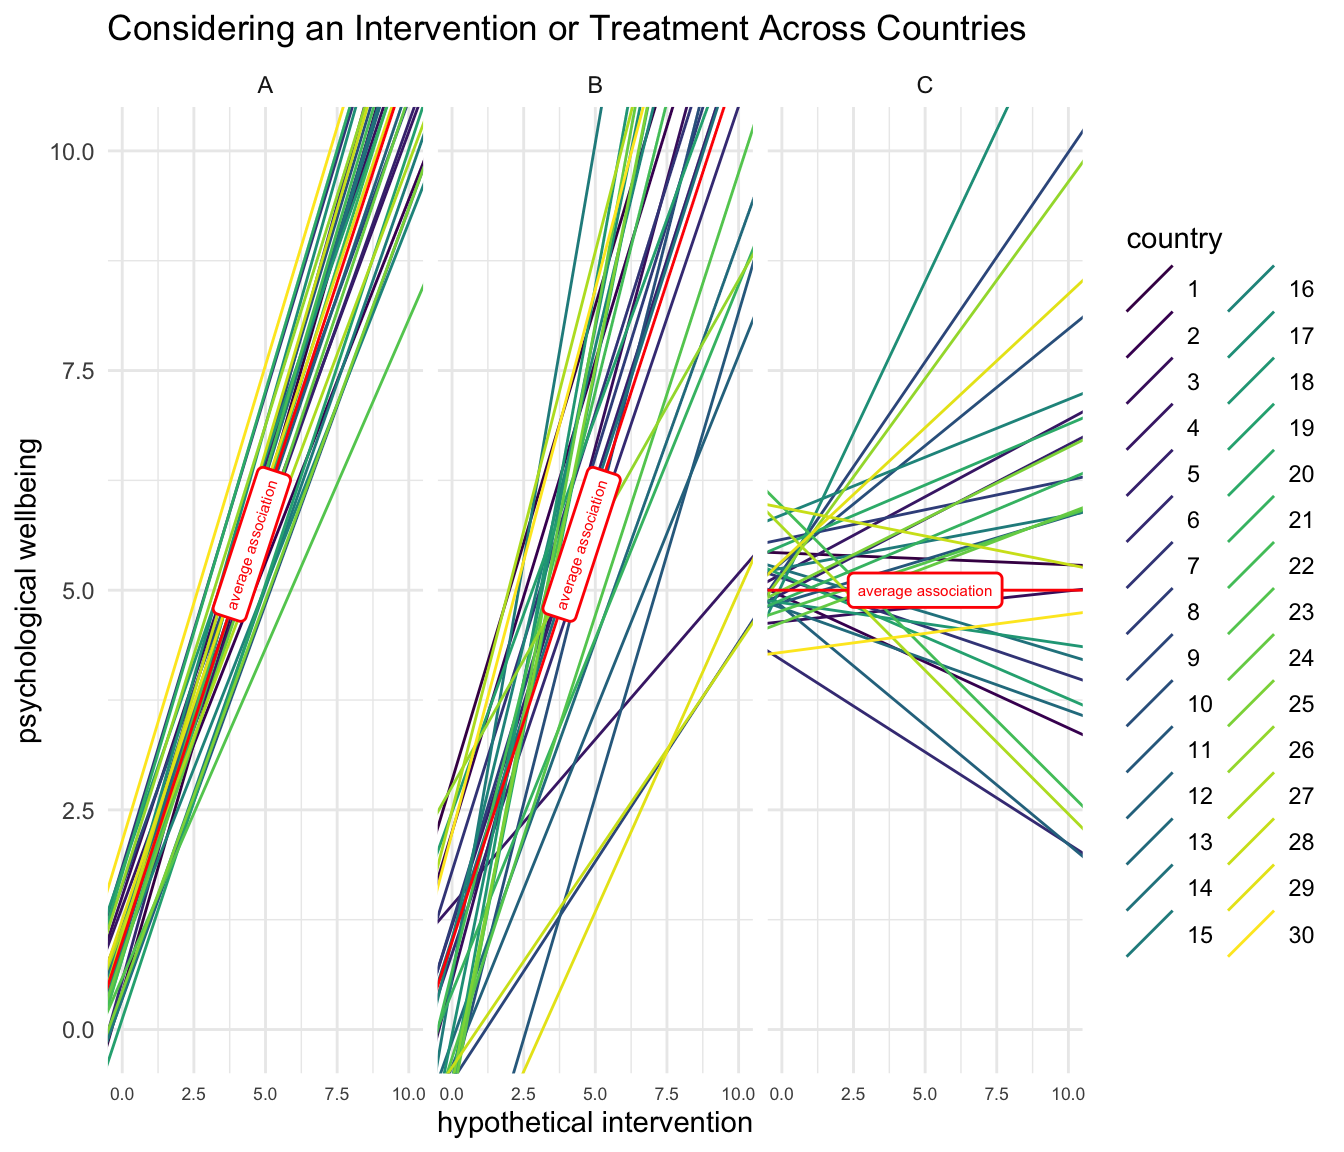 Considering an Intervention or Treatment Across Countries
A B C
10.0
7.5
5.0
2.5
0.0
psychological wellbeing
average association
average association
average association
0.0 2.5 5.0 7.5 10.0 0.0 2.5 5.0 7.5 10.0 0.0 2.5 5.0 7.5 10.0
hypothetical intervention
country
1 16
2 17
3 18
4 19
5 20
6 21
7 22
8 23
9 24
10 25
11 26
12 27
13 28
14 29
15 30